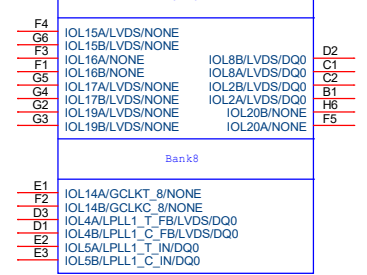 F4 IOL15A/LVDS/NONE
G6 IOL15B/LVDS/NONE
F3 IOL16A/NONE IOL8B/LVDS/DQ0 D2
F1 IOL16B/NONE IOL8A/LVDS/DQ0 C1
G5 IOL17A/LVDS/NONE IOL2B/LVDS/DQ0 C2
G4 IOL17B/LVDS/NONE IOL2A/LVDS/DQ0 B1
G2 IOL19A/LVDS/NONE IOL20B/NONE H6
G3 IOL19B/LVDS/NONE IOL20A/NONE F5
Bank8
E1 IOL14A/GCLKT_8/NONE
F2 IOL14B/GCLKC_8/NONE
D3 IOL4A/LPLL1_T_FB/LVDS/DQ0
D1 IOL4B/LPLL1_C_FB/LVDS/DQ0
E2 IOL5A/LPLL1_T_IN/DQ0
E3 IOL5B/LPLL1_C_IN/DQ0